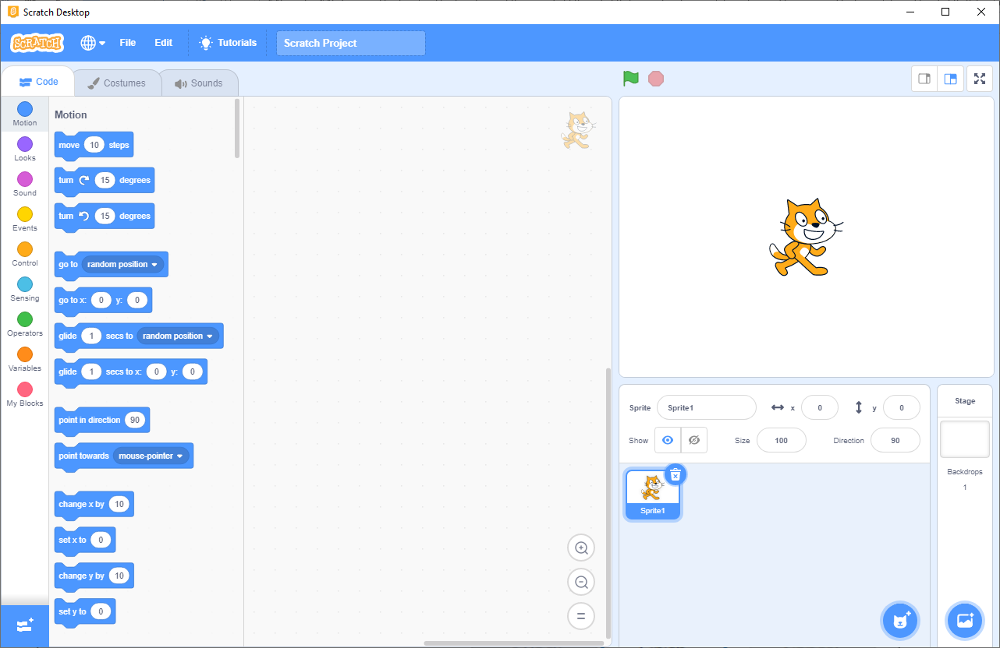 Scratch Desktop
SCRATCH
File
Edit
Tutorials
Scratch Project
Code
Costumes
Sounds
Motion
Looks
Sound
Events
Control
Sensing
Operators
Variables
My Blocks
Motion
move 10 steps
turn 15 degrees
turn 15 degrees
go to random position
go to x: 0 y: 0
glide 1 secs to random position
glide 1 secs to x: 0 y: 0
point in direction 90
point towards mouse-pointer
change x by 10
set x to 0
change y by 10
set y to 0
Sprite Sprite1 x 0 y 0
Show Size 100 Direction 90
Sprite1
Stage
Backdrops
1